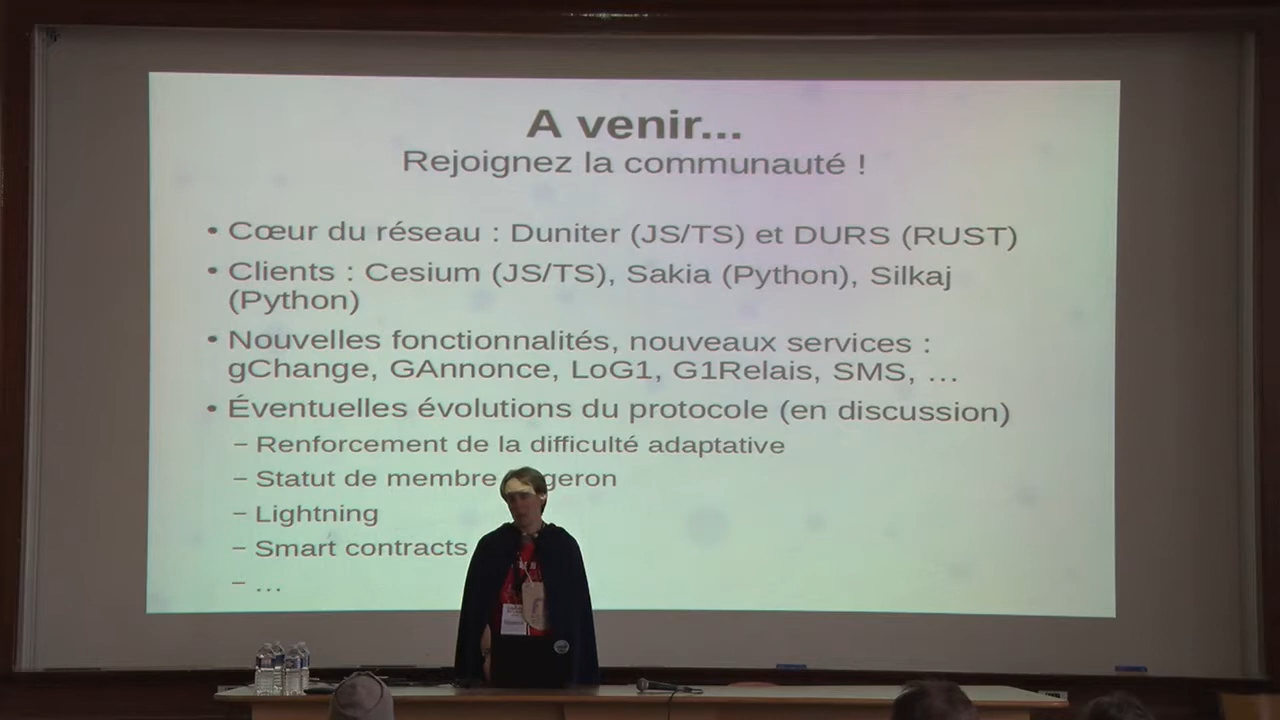 A venir...
Rejoignez la communauté !
• Cœur du réseau : Duniter (JS/TS) et DURS (RUST)
• Clients : Cesium (JS/TS), Sakia (Python), Silkaj
(Python)
• Nouvelles fonctionnalités, nouveaux services :
gChange, GAnnonce, LoG1, G1Relais, SMS, …
• Éventuelles évolutions du protocole (en discussion)
– Renforcement de la difficulté adaptative
– Statut de membre geron
– Lightning
– Smart contracts
– …